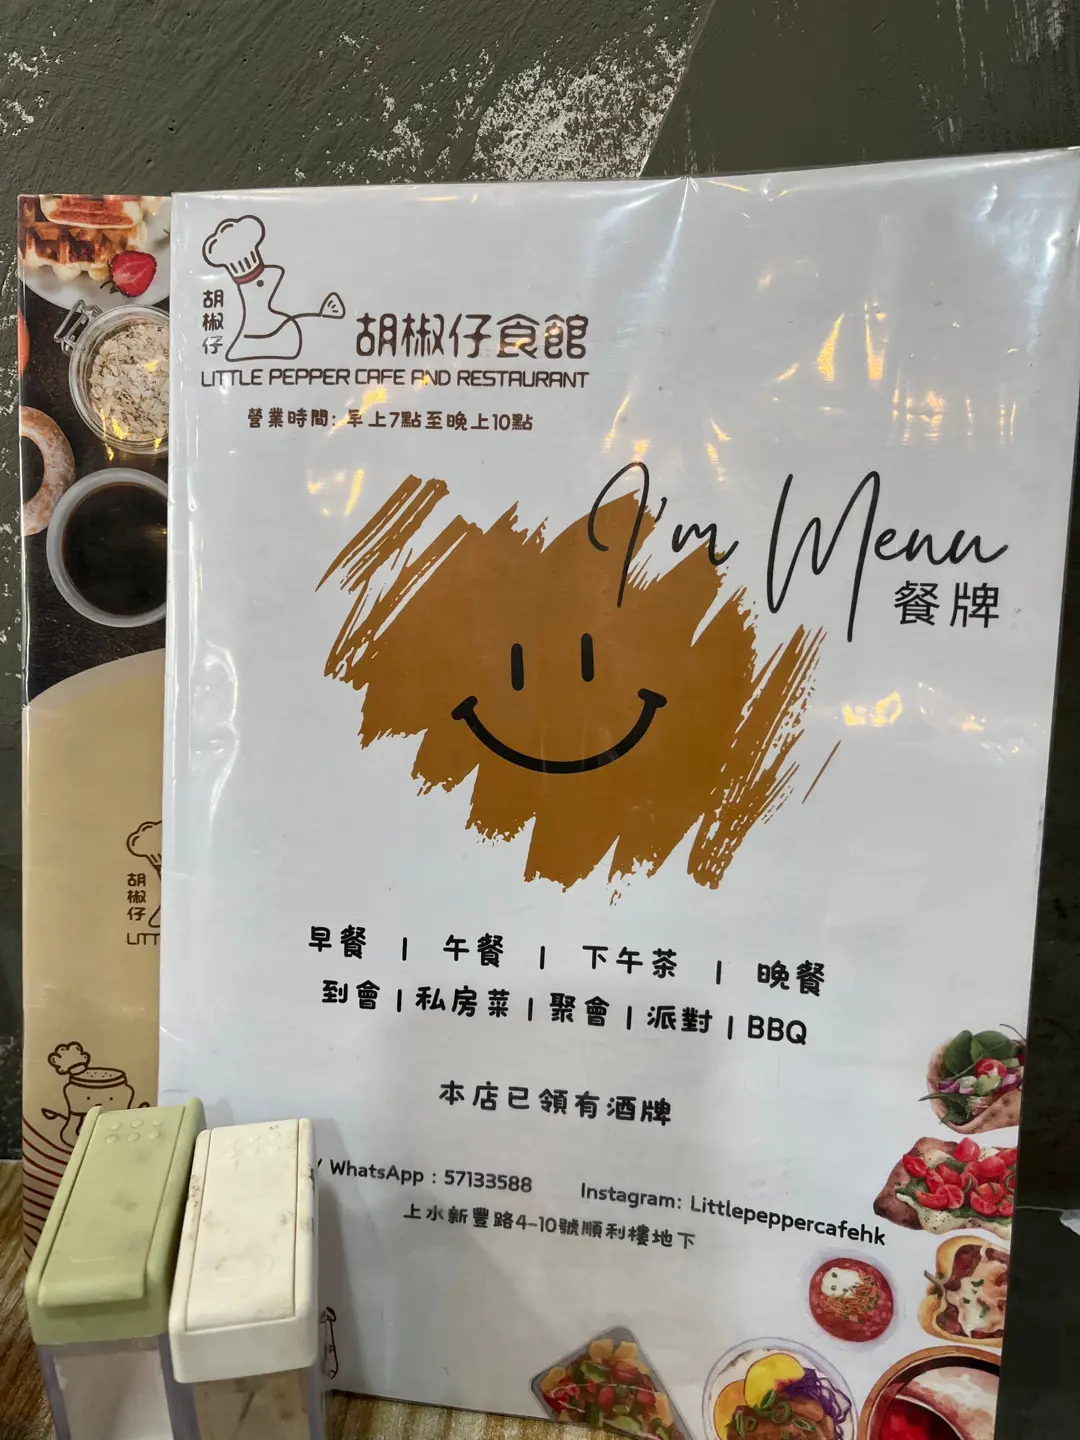 胡椒仔
胡椒仔食館
LITTLE PEPPER CAFE AND RESTAURANT
營業時間: 早上7點至晚上10點
I'm Menu
餐牌
早餐 | 午餐 | 下午茶 | 晚餐
到會 | 私房菜 | 聚會 | 派對 | BBQ
本店已領有酒牌
/ WhatsApp : 57133588 Instagram: Littlepeppercafehk
上水新豐路4-10號順利樓地下
胡椒仔
LITT